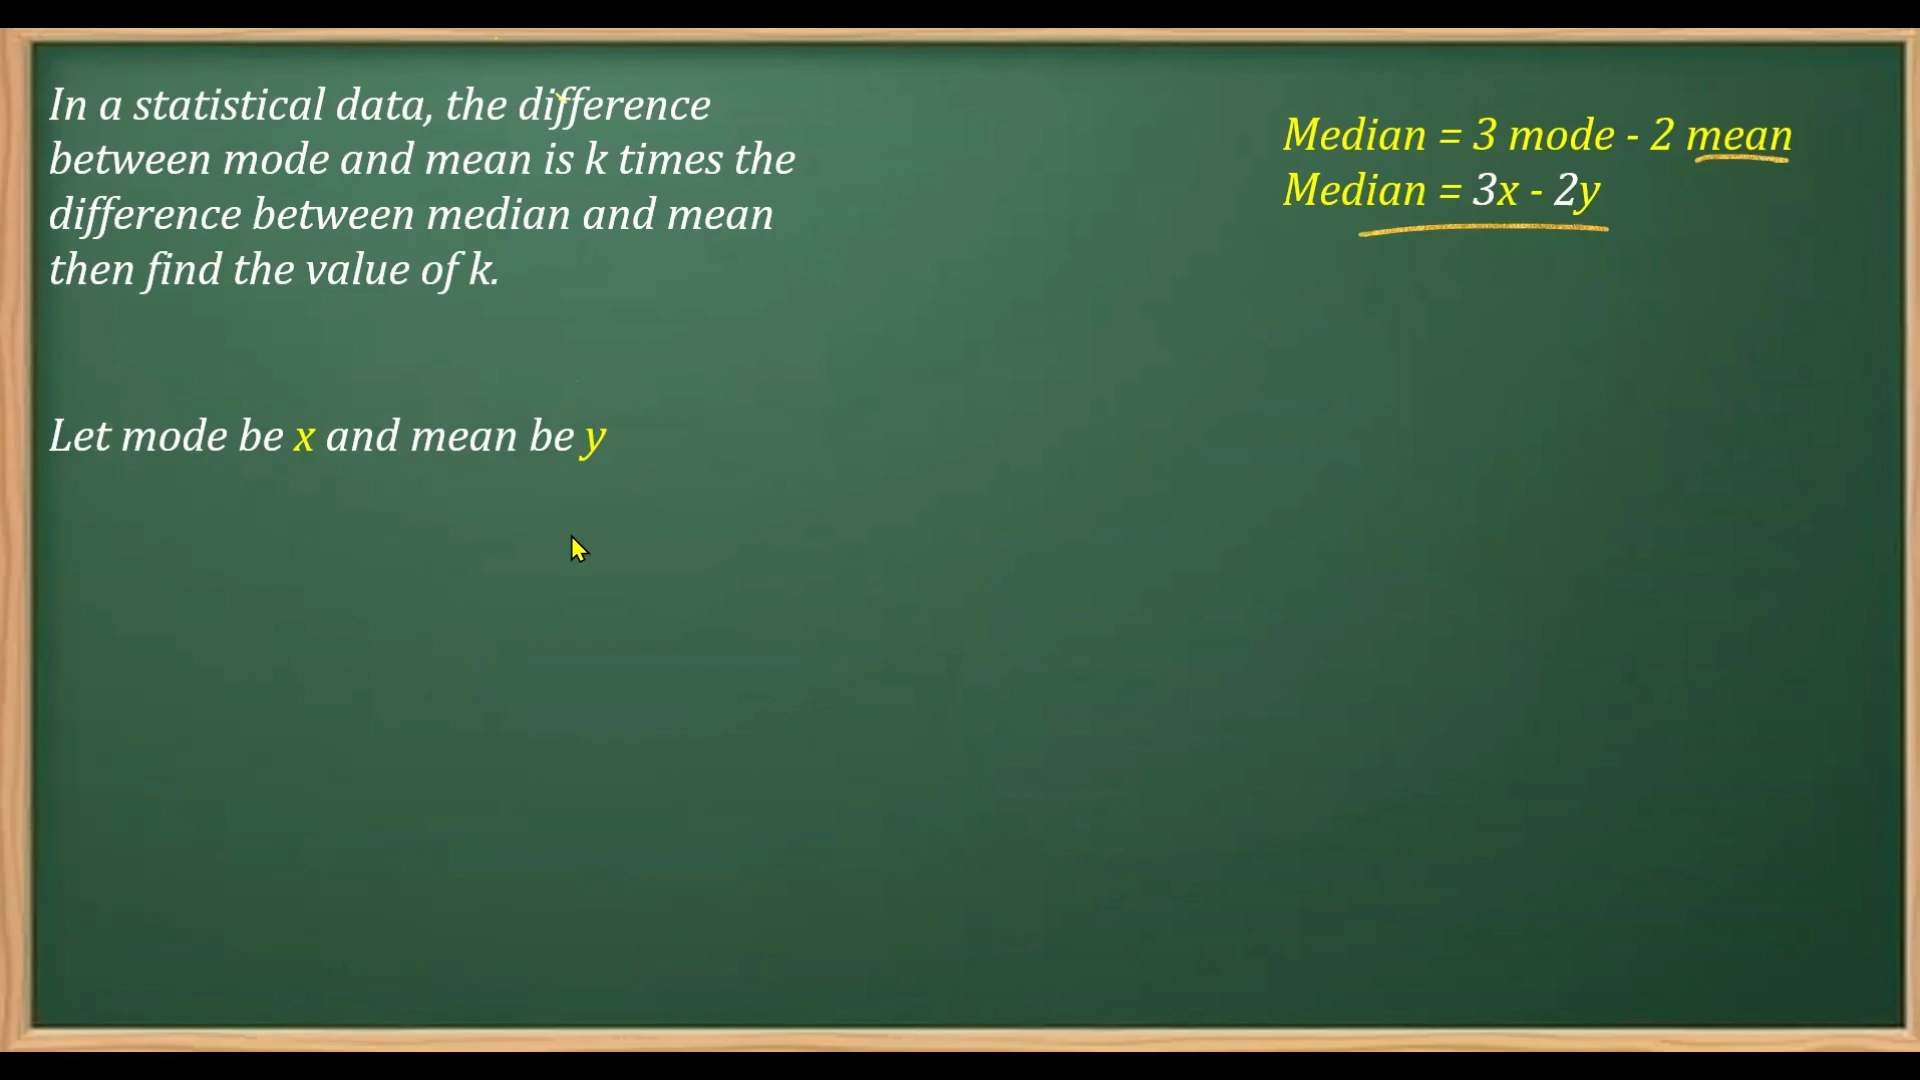 In a statistical data, the difference
between mode and mean is k times the
difference between median and mean
then find the value of k.
Median = 3 mode - 2 mean
Median = 3x - 2y
Let mode be x and mean be y